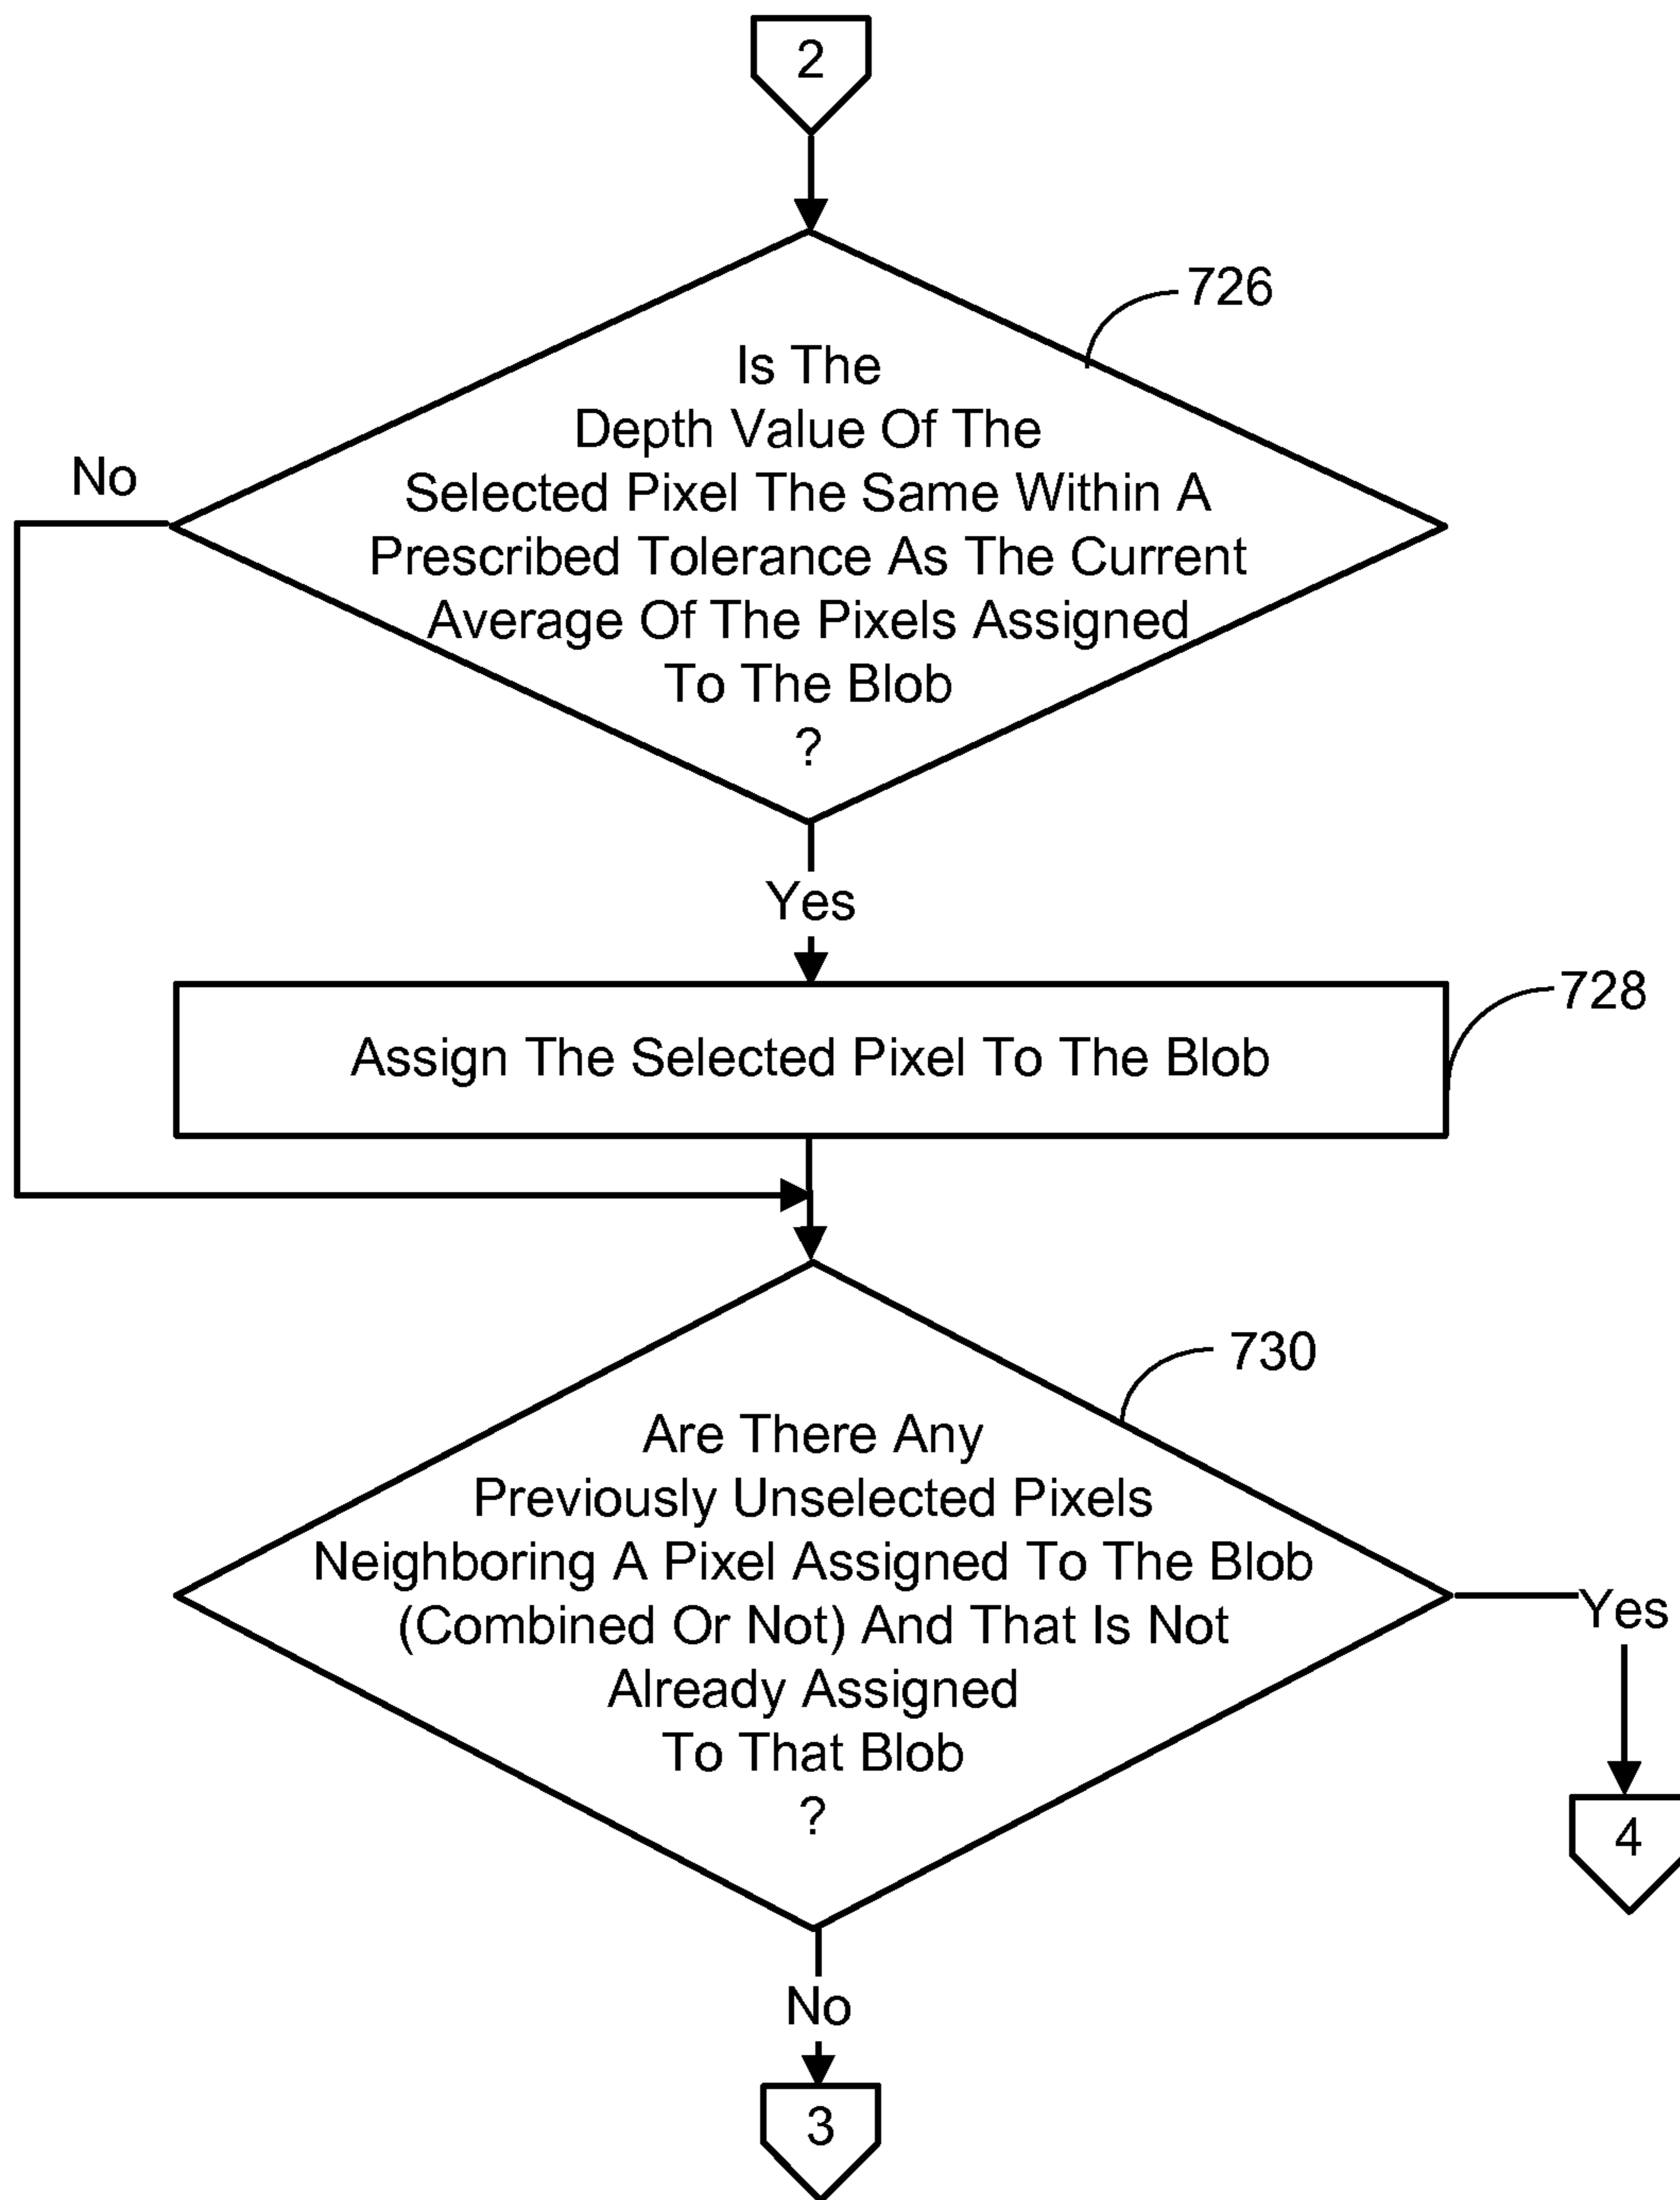 2
726
Is The
Depth Value Of The
Selected Pixel The Same Within A
Prescribed Tolerance As The Current
Average Of The Pixels Assigned
To The Blob
?
No
Yes
728
Assign The Selected Pixel To The Blob
730
Are There Any
Previously Unselected Pixels
Neighboring A Pixel Assigned To The Blob
(Combined Or Not) And That Is Not
Already Assigned
To That Blob
?
Yes
4
No
3